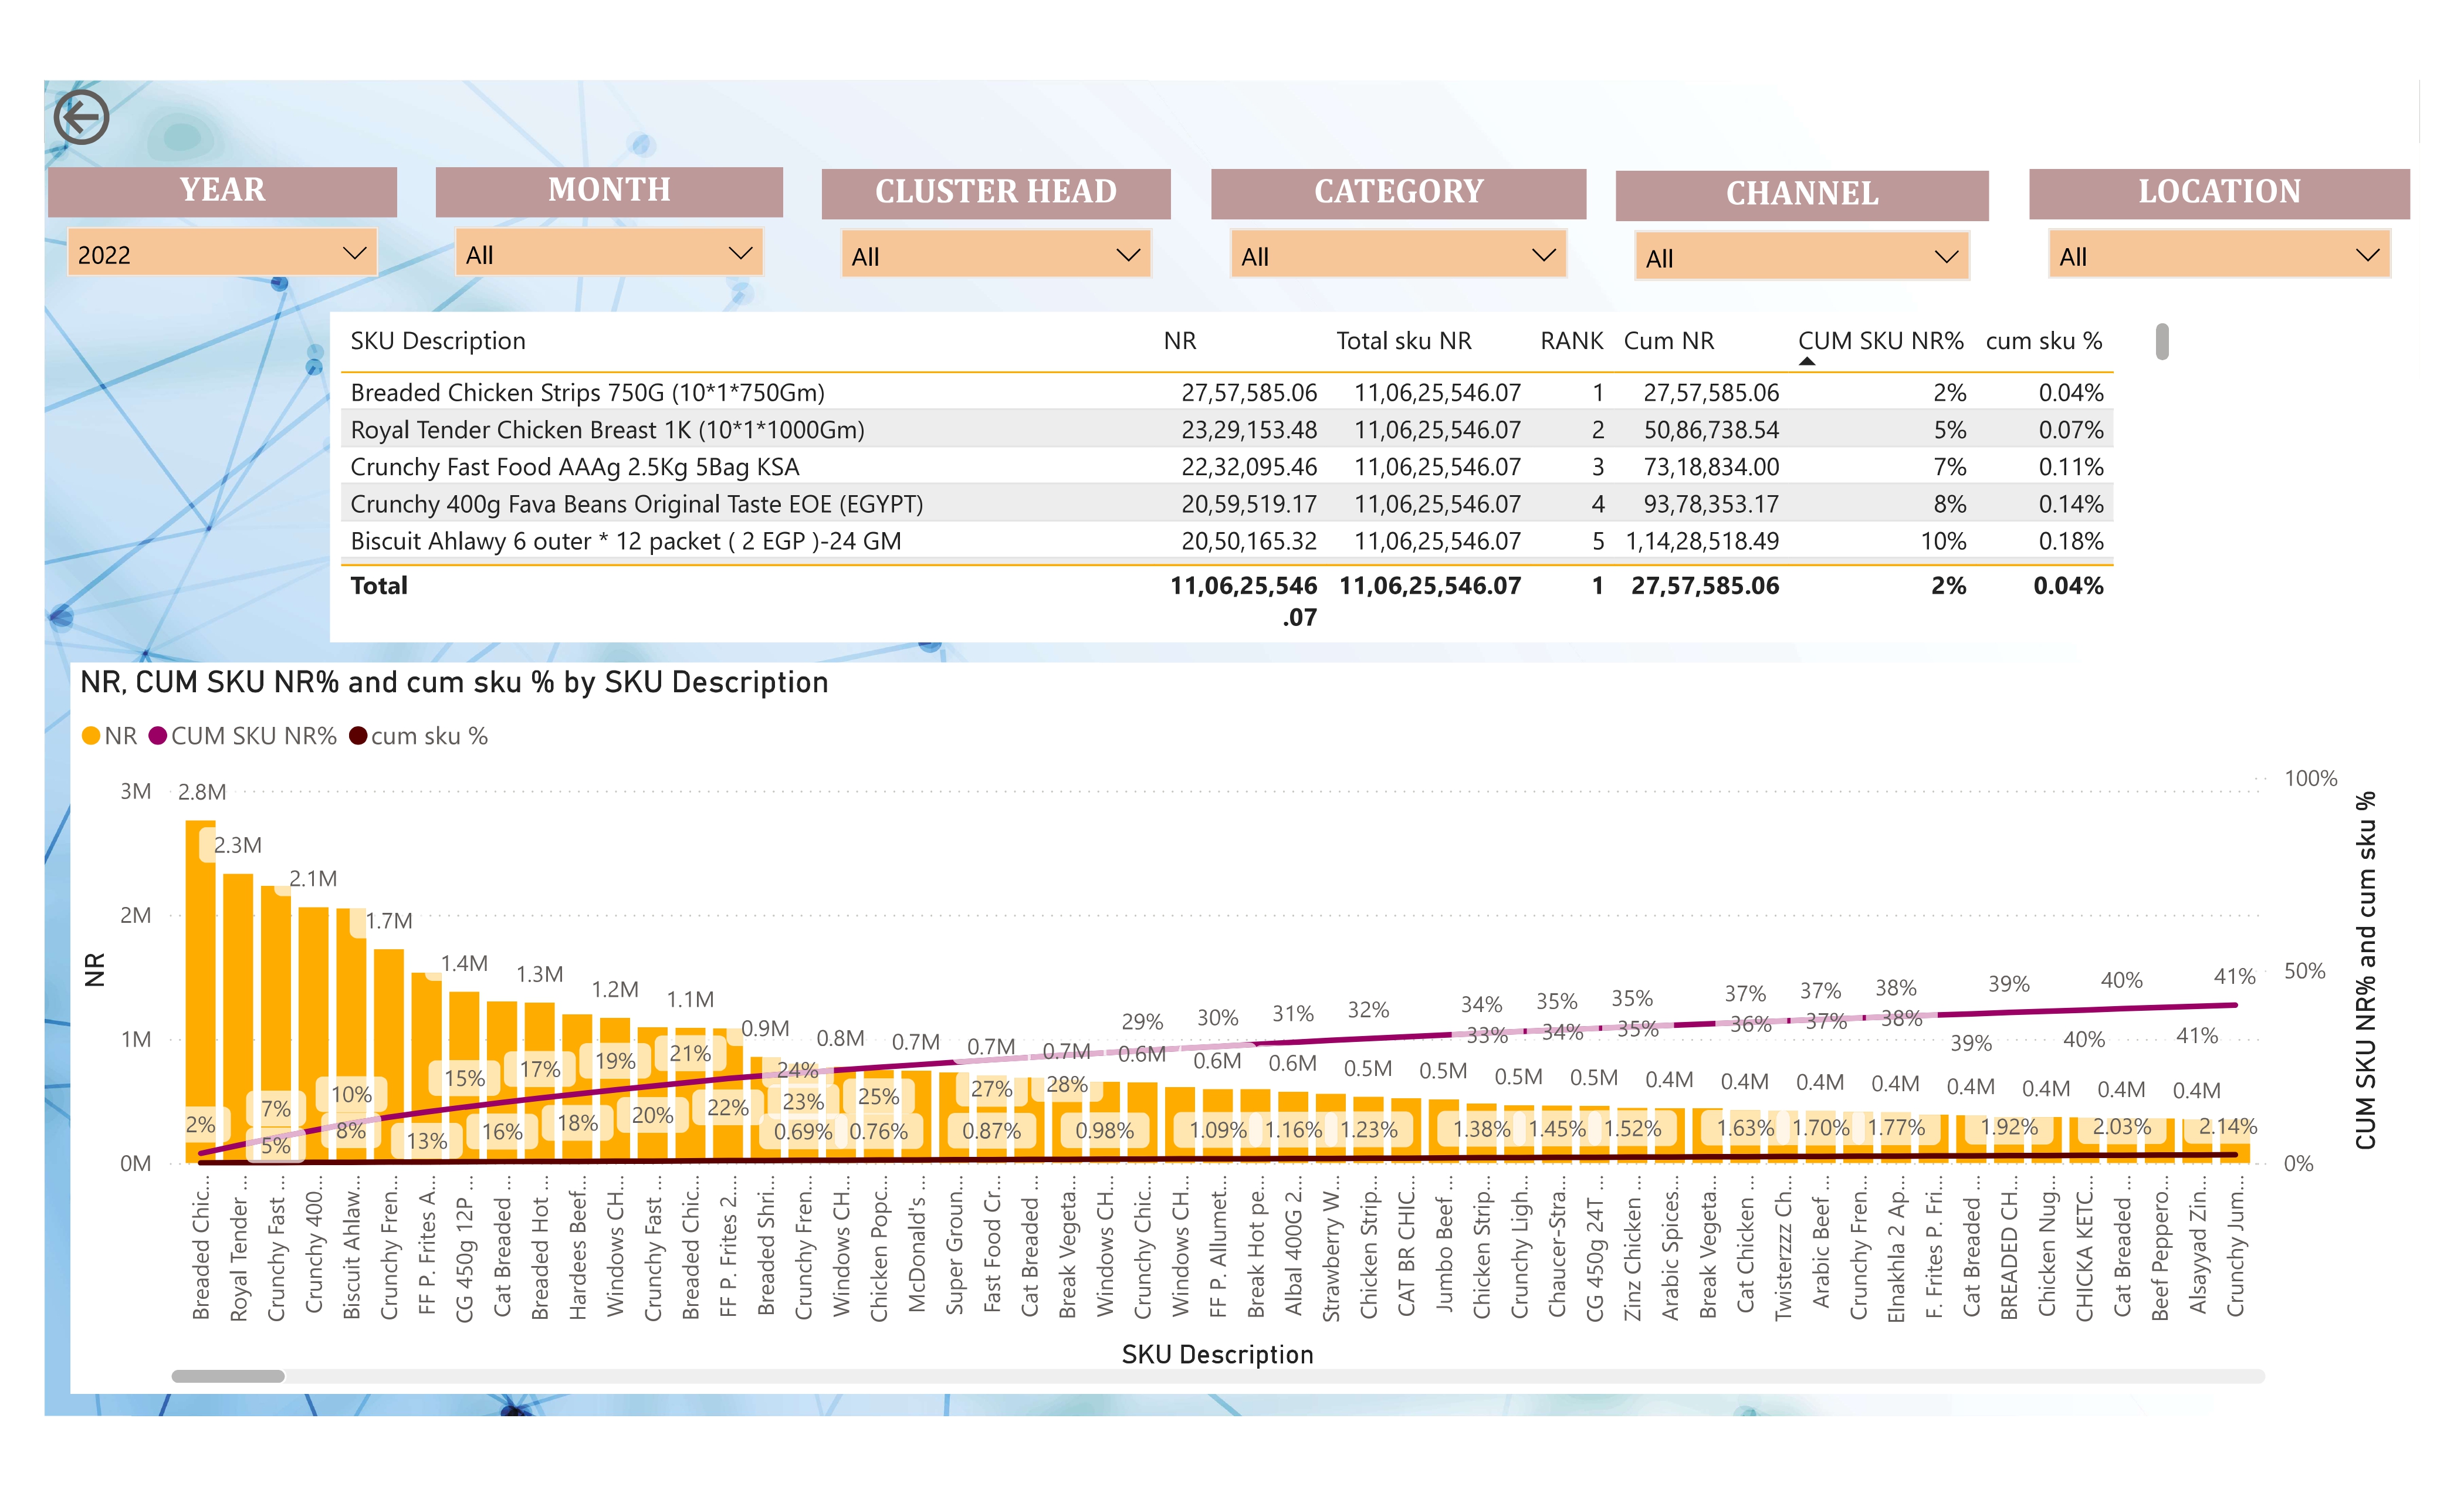 YEAR MONTH CLUSTER HEAD CATEGORY CHANNEL LOCATION
2022 All All All All All
SKU Description NR Total sku NR RANK Cum NR CUM SKU NR% cum sku %
Breaded Chicken Strips 750G (10*1*750Gm) 27,57,585.06 11,06,25,546.07 1 27,57,585.06 2% 0.04%
Royal Tender Chicken Breast 1K (10*1*1000Gm) 23,29,153.48 11,06,25,546.07 2 50,86,738.54 5% 0.07%
Crunchy Fast Food AAAg 2.5Kg 5Bag KSA 22,32,095.46 11,06,25,546.07 3 73,18,834.00 7% 0.11%
Crunchy 400g Fava Beans Original Taste EOE (EGYPT) 20,59,519.17 11,06,25,546.07 4 93,78,353.17 8% 0.14%
Biscuit Ahlawy 6 outer * 12 packet ( 2 EGP )-24 GM 20,50,165.32 11,06,25,546.07 5 1,14,28,518.49 10% 0.18%
Total 11,06,25,546 11,06,25,546.07 1 27,57,585.06 2% 0.04%
.07
NR, CUM SKU NR% and cum sku % by SKU Description
NR CUM SKU NR% cum sku %
3M 2M 1M 0M
NR
2.8M 2.3M 2.1M 1.7M 1.4M 1.3M 1.2M 1.1M 0.9M 0.8M 0.7M 0.7M 0.7M 0.6M 0.6M 0.6M 0.5M 0.5M 0.5M 0.5M 0.4M 0.4M 0.4M 0.4M 0.4M 0.4M 0.4M 0.4M
2% 5% 7% 8% 10% 13% 15% 16% 17% 18% 19% 20% 21% 22% 24% 23% 25% 27% 28% 29% 30% 31% 32% 34% 33% 35% 34% 35% 35% 37% 36% 37% 37% 38% 38% 39% 39% 40% 40% 41% 41%
0.69% 0.76% 0.87% 0.98% 1.09% 1.16% 1.23% 1.38% 1.45% 1.52% 1.63% 1.70% 1.77% 1.92% 2.03% 2.14%
100% 50% 0%
CUM SKU NR% and cum sku %
Breaded Chic...
Royal Tender ...
Crunchy Fast ...
Crunchy 400...
Biscuit Ahlaw...
Crunchy Fren...
FF P. Frites A...
CG 450g 12P ...
Cat Breaded ...
Breaded Hot ...
Hardees Beef...
Windows CH...
Crunchy Fast ...
Breaded Chic...
FF P. Frites 2....
Breaded Shri...
Crunchy Fren...
Windows CH...
Chicken Popc...
McDonald's ...
Super Groun...
Fast Food Cr...
Cat Breaded ...
Break Vegeta...
Windows CH...
Crunchy Chic...
Windows CH...
FF P. Allumet...
Break Hot pe...
Albal 400G 2...
Strawberry W...
Chicken Strip...
CAT BR CHIC...
Jumbo Beef ...
Chicken Strip...
Crunchy Ligh...
Chaucer-Stra...
CG 450g 24T ...
Zinz Chicken ...
Arabic Spices...
Break Vegeta...
Cat Chicken ...
Twisterzzz Ch...
Arabic Beef ...
Crunchy Fren...
Elnakhla 2 Ap...
F. Frites P. Fri...
Cat Breaded ...
BREADED CH...
Chicken Nug...
CHICKA KETC...
Cat Breaded ...
Beef Peppero...
Alsayyad Zin...
Crunchy Jum...
SKU Description